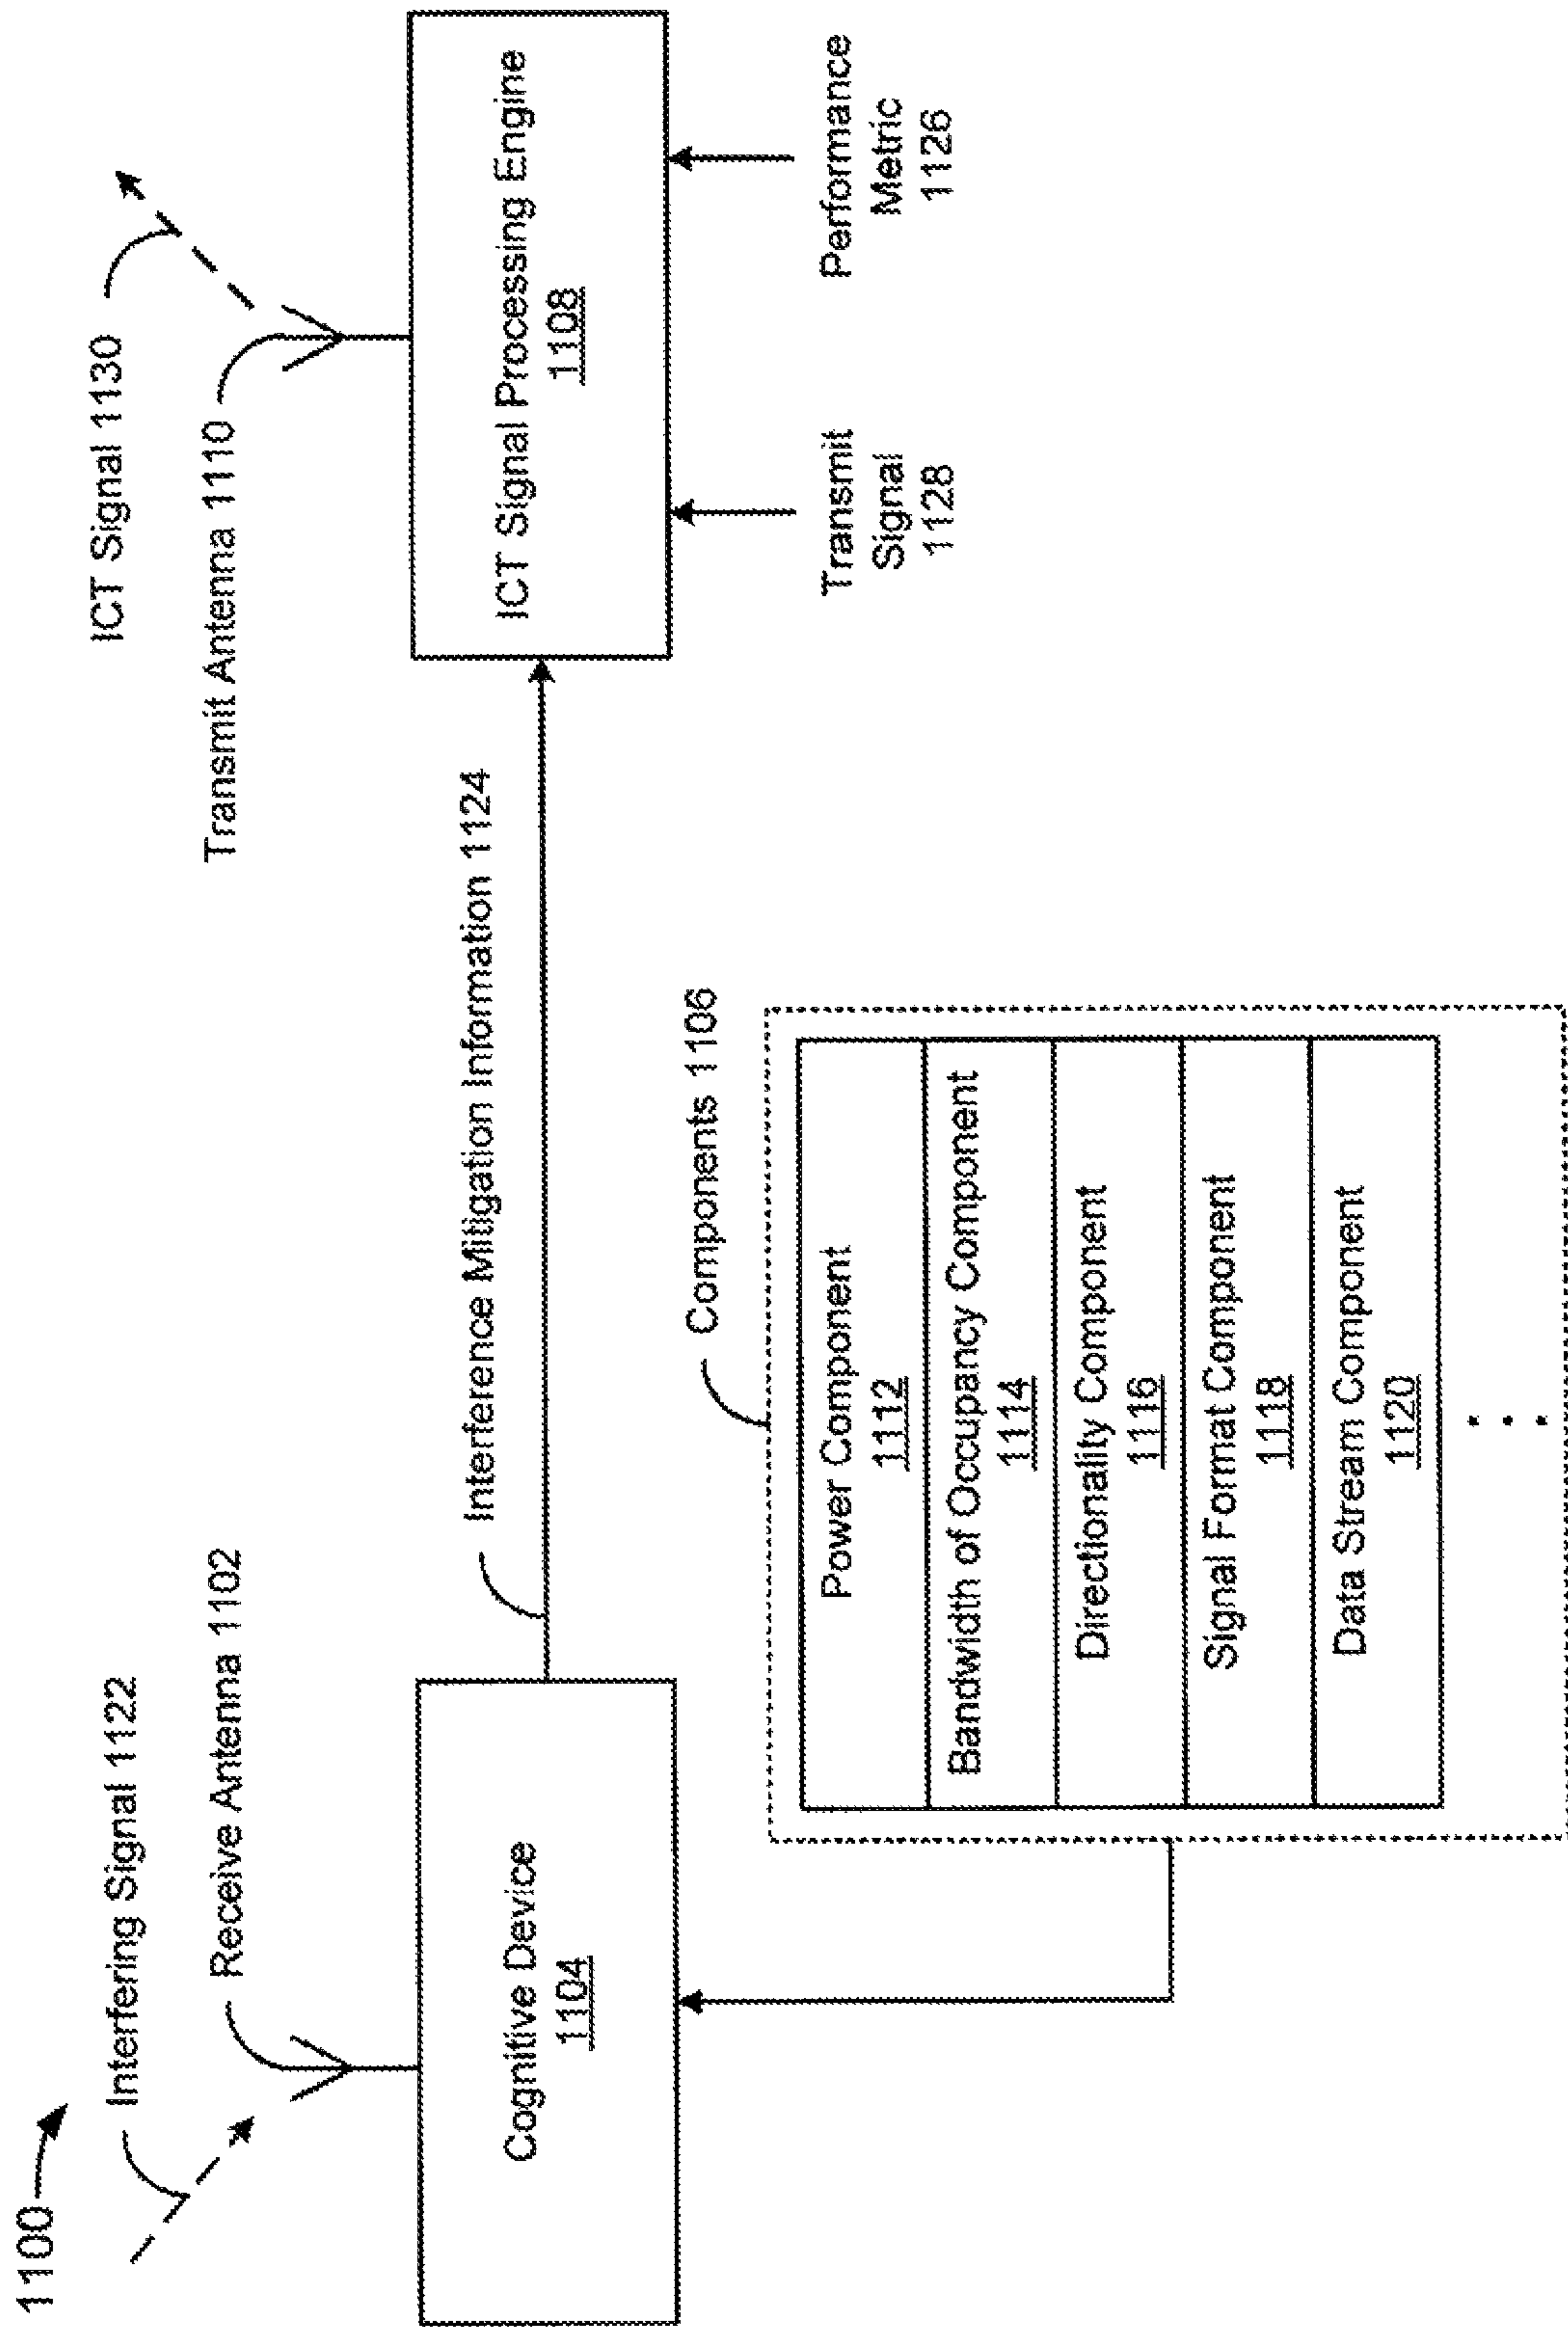 1100
Interfering Signal 1122
Receive Antenna 1102
Cognitive Device
1104
Interference Mitigation Information 1124
ICT Signal 1130
Transmit Antenna 1110
ICT Signal Processing Engine
1108
Transmit
Signal
1128
Performance
Metric
1126
Components 1106
Power Component
1112
Bandwidth of Occupancy Component
1114
Directionality Component
1116
Signal Format Component
1118
Data Stream Component
1120